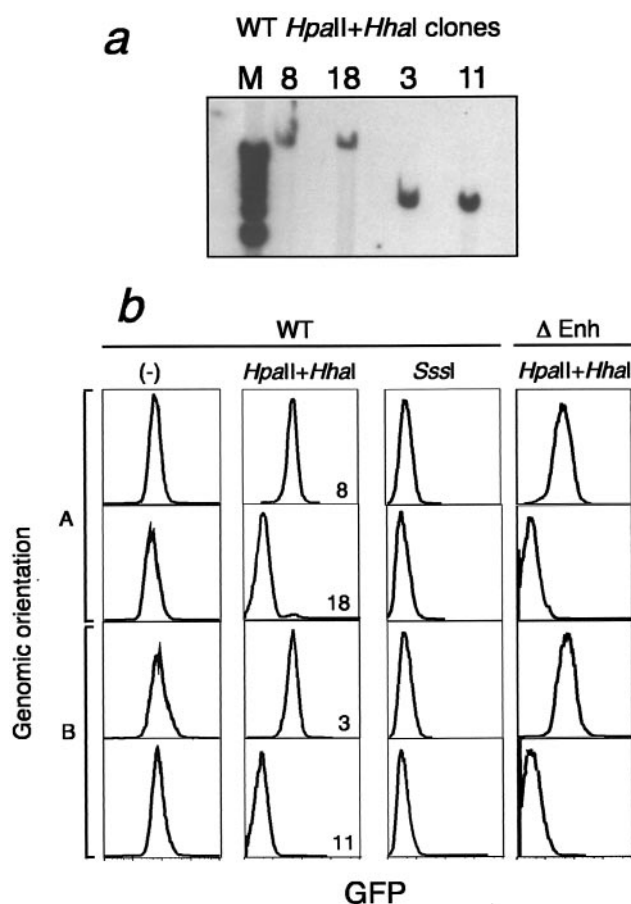 a
WT HpaII+HhaI clones
M 8 18 3 11
b
WT Δ Enh
(-) HpaII+HhaI SssI HpaII+HhaI
8
A
18
Genomic orientation
3
B
11
GFP